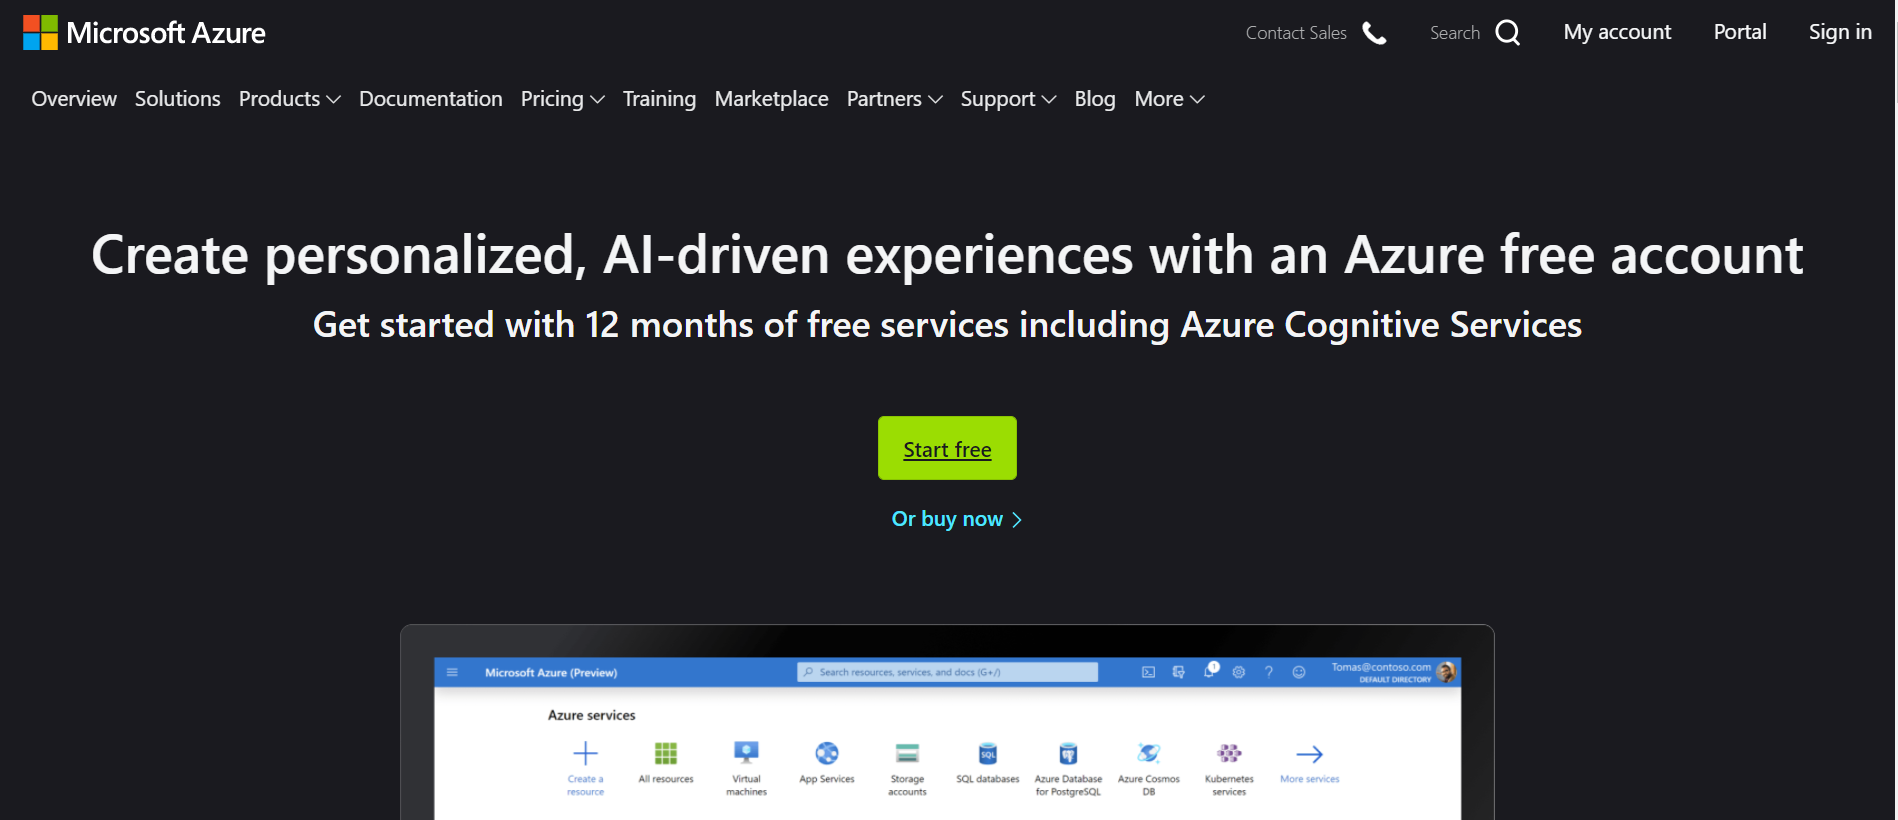 Microsoft Azure
Contact Sales Search My account Portal Sign in
Overview Solutions Products Documentation Pricing Training Marketplace Partners Support Blog More
Create personalized, AI-driven experiences with an Azure free account
Get started with 12 months of free services including Azure Cognitive Services
Start free
Or buy now
Microsoft Azure (Preview)
Search resources, services, and docs (G+/)
1
?
Tomas@contoso.com
DEFAULT DIRECTORY
Azure services
SQL
Create a
resource
All resources
Virtual
machines
App Services
Storage
accounts
SQL databases
Azure Database
for PostgreSQL
Azure Cosmos
DB
Kubernetes
services
More services